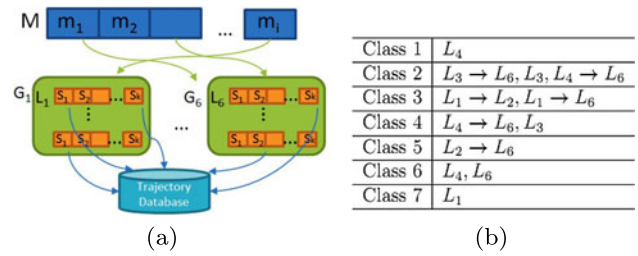 M m₁ m₂ ... mᵢ
G₁ L₁ S₁ S₂ ... Sₖ G₆ L₆ S₁ S₂ ... Sₖ
⋮ ... ⋮
S₁ S₂ ... Sₖ S₁ S₂ ... Sₖ
Trajectory
Database
(a)
Class 1 L₄
Class 2 L₃ → L₆, L₃, L₄ → L₆
Class 3 L₁ → L₂, L₁ → L₆
Class 4 L₄ → L₆, L₃
Class 5 L₂ → L₆
Class 6 L₄, L₆
Class 7 L₁
(b)